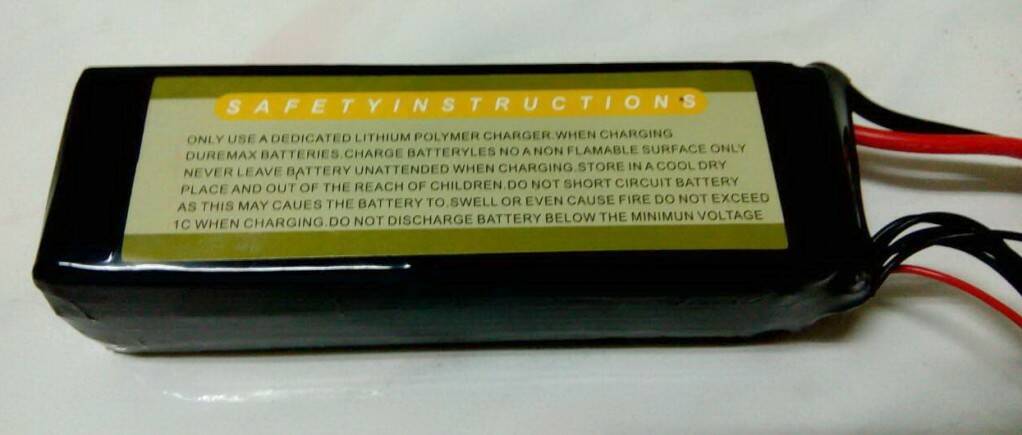 SAFETYINSTRUCTIONS
ONLY USE A DEDICATED LITHIUM POLYMER CHARGER.WHEN CHARGING
DUREMAX BATTERIES.CHARGE BATTERYLES NO A NON FLAMABLE SURFACE ONLY
NEVER LEAVE BATTERY UNATTENDED WHEN CHARGING.STORE IN A COOL DRY
PLACE AND OUT OF THE REACH OF CHILDREN.DO NOT SHORT CIRCUIT BATTERY
AS THIS MAY CAUES THE BATTERY TO.SWELL OR EVEN CAUSE FIRE DO NOT EXCEED
1C WHEN CHARGING.DO NOT DISCHARGE BATTERY BELOW THE MINIMUN VOLTAGE